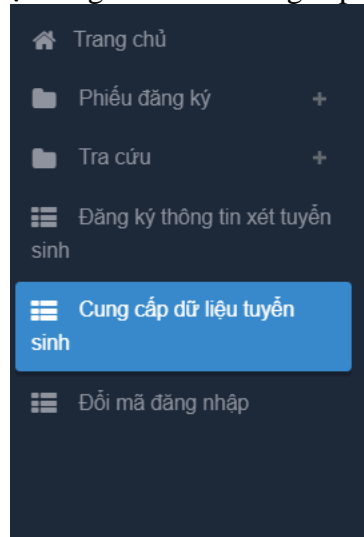 Trang chủ
Phiếu đăng ký +
Tra cứu +
Đăng ký thông tin xét tuyển
sinh
Cung cấp dữ liệu tuyển
sinh
Đổi mã đăng nhập